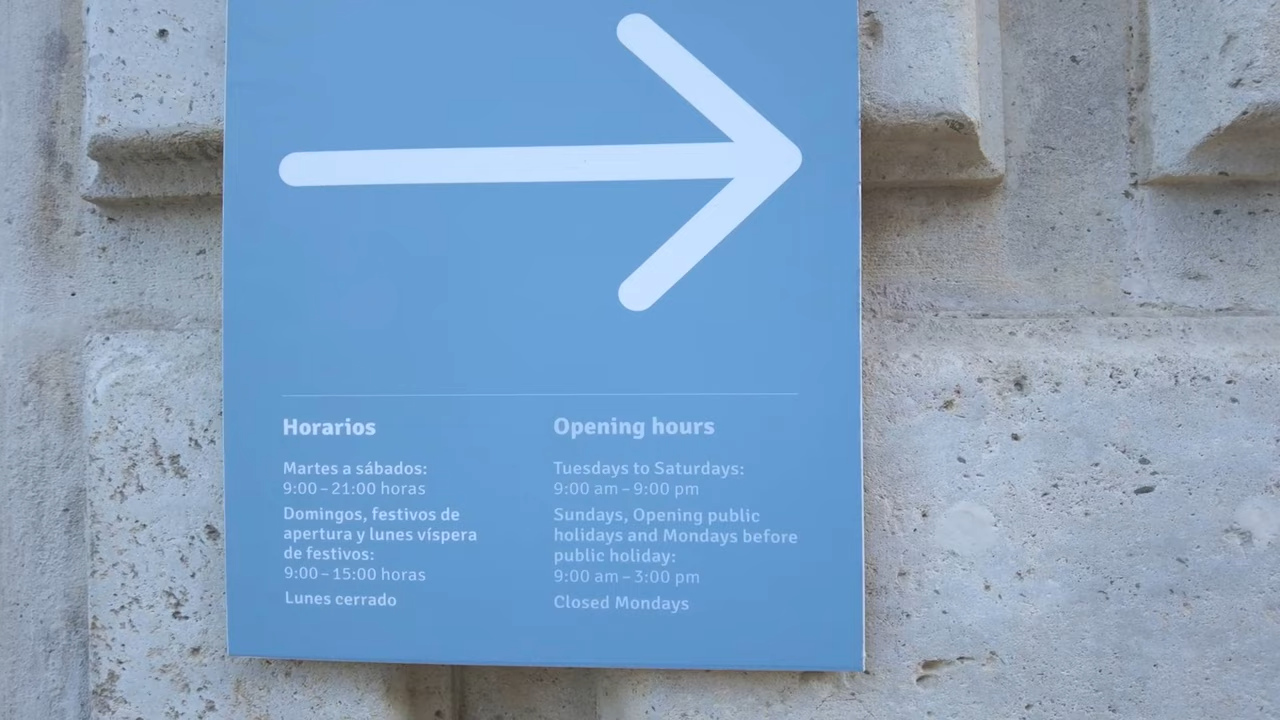 Horarios
Martes a sábados:
9:00 – 21:00 horas
Domingos, festivos de
apertura y lunes víspera
de festivos:
9:00 – 15:00 horas
Lunes cerrado
Opening hours
Tuesdays to Saturdays:
9:00 am – 9:00 pm
Sundays, Opening public
holidays and Mondays before
public holiday:
9:00 am – 3:00 pm
Closed Mondays